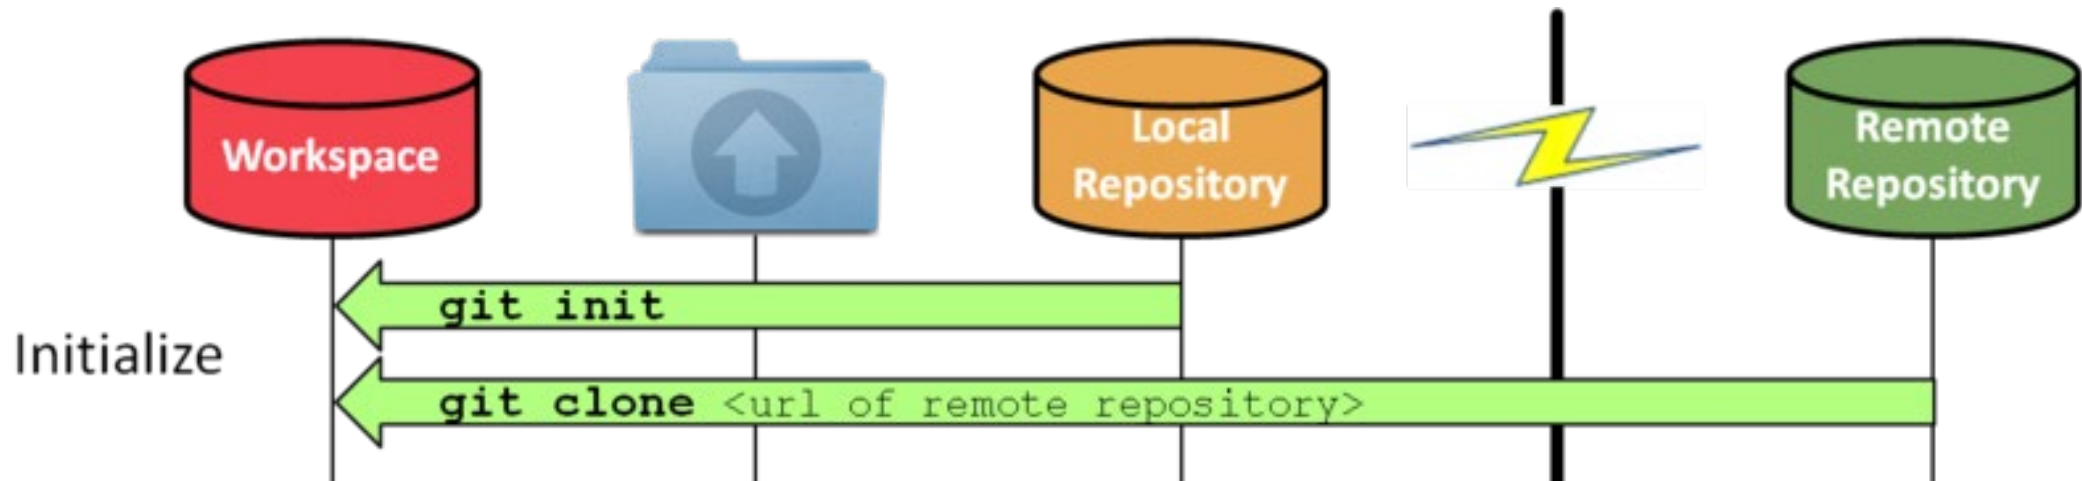 Workspace
Local
Repository
Remote
Repository
git init
Initialize
git clone <url of remote repository>